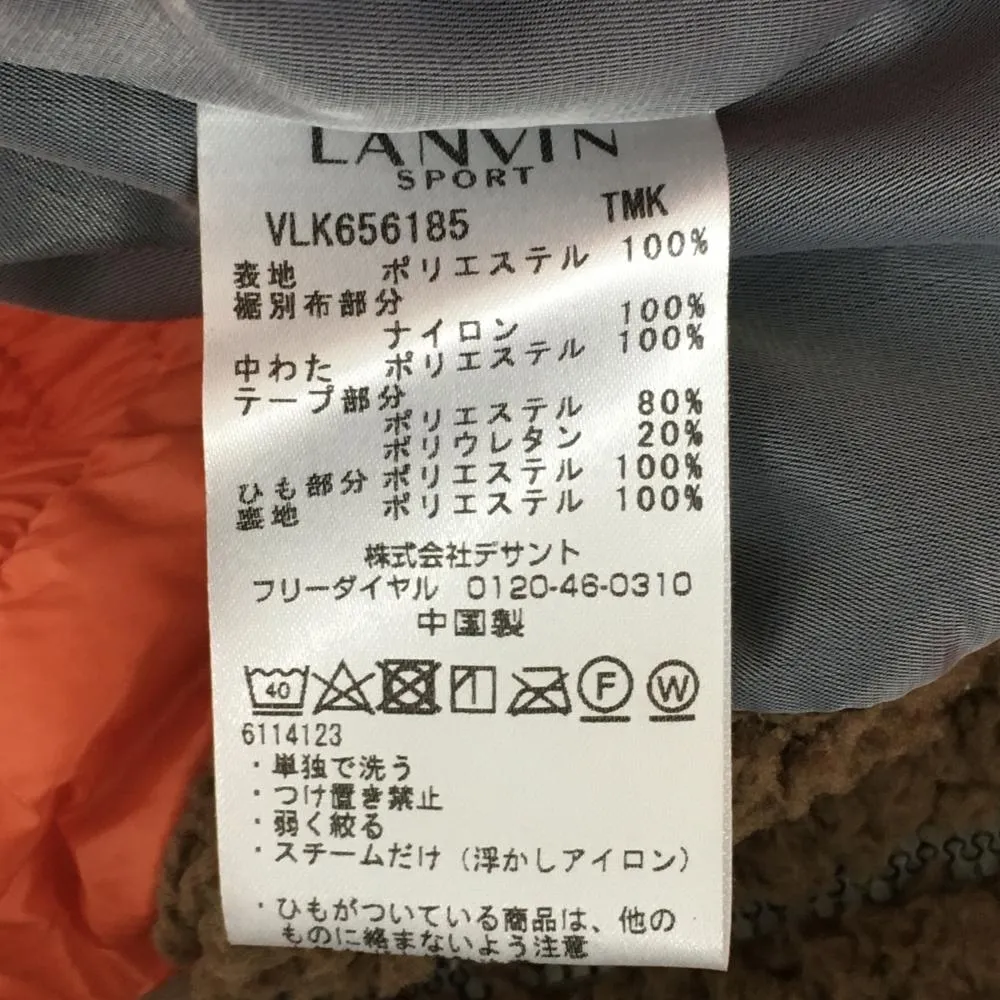 LANVIN
SPORT
VLK656185 TMK
表地 ポリエステル 100%
裾別布部分
ナイロン 100%
中わた ポリエステル 100%
テープ部分
ポリエステル 80%
ポリウレタン 20%
ひも部分 ポリエステル 100%
裏地 ポリエステル 100%
株式会社デサント
フリーダイヤル 0120-46-0310
中国製
40 F W
6114123
・単独で洗う
・つけ置き禁止
・弱く絞る
・スチームだけ(浮かしアイロン)
・ひもがついている商品は、他の
ものに絡まないよう注意